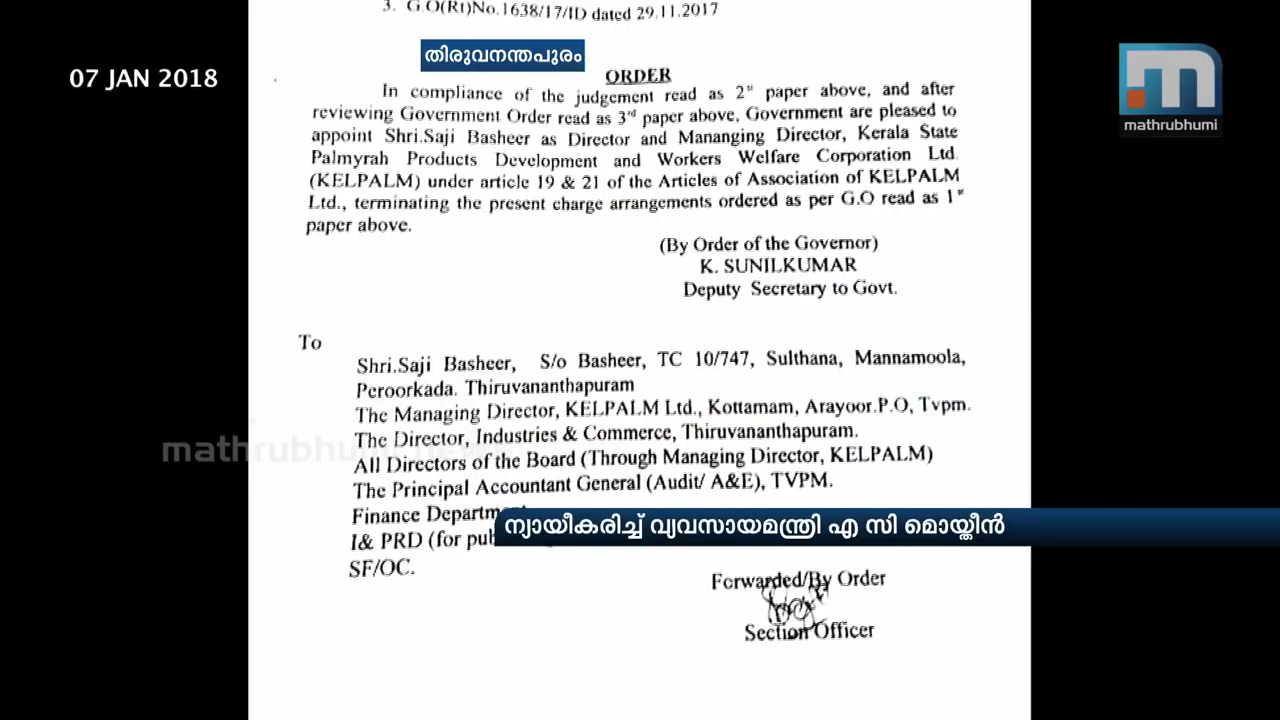 3. G.O(Rt)No.1638/17/ID dated 29.11.2017
തിരുവനന്തപുരം
07 JAN 2018
mathrubhumi
ORDER
In compliance of the judgement read as 2nd paper above, and after
reviewing Government Order read as 3rd paper above, Government are pleased to
appoint Shri.Saji Basheer as Director and Mananging Director, Kerala State
Palmyrah Products Development and Workers Welfare Corporation Ltd.
(KELPALM) under article 19 & 21 of the Articles of Association of KELPALM
Ltd., terminating the present charge arrangements ordered as per G.O read as 1st
paper above.
(By Order of the Governor)
K. SUNILKUMAR
Deputy Secretary to Govt.
To
Shri.Saji Basheer, S/o Basheer, TC 10/747, Sulthana, Mannamoola,
Peroorkada. Thiruvananthapuram
The Managing Director, KELPALM Ltd., Kottamam, Arayoor.P.O, Tvpm.
The Director, Industries & Commerce, Thiruvananthapuram.
mathrubhumi news
All Directors of the Board (Through Managing Director, KELPALM)
The Principal Accountant General (Audit/ A&E), TVPM.
Finance Departm
ന്യായീകരിച്ച് വ്യവസായമന്ത്രി എ സി മൊയ്തീൻ
I& PRD (for pub
SF/OC.
Forwarded/By Order
Section Officer